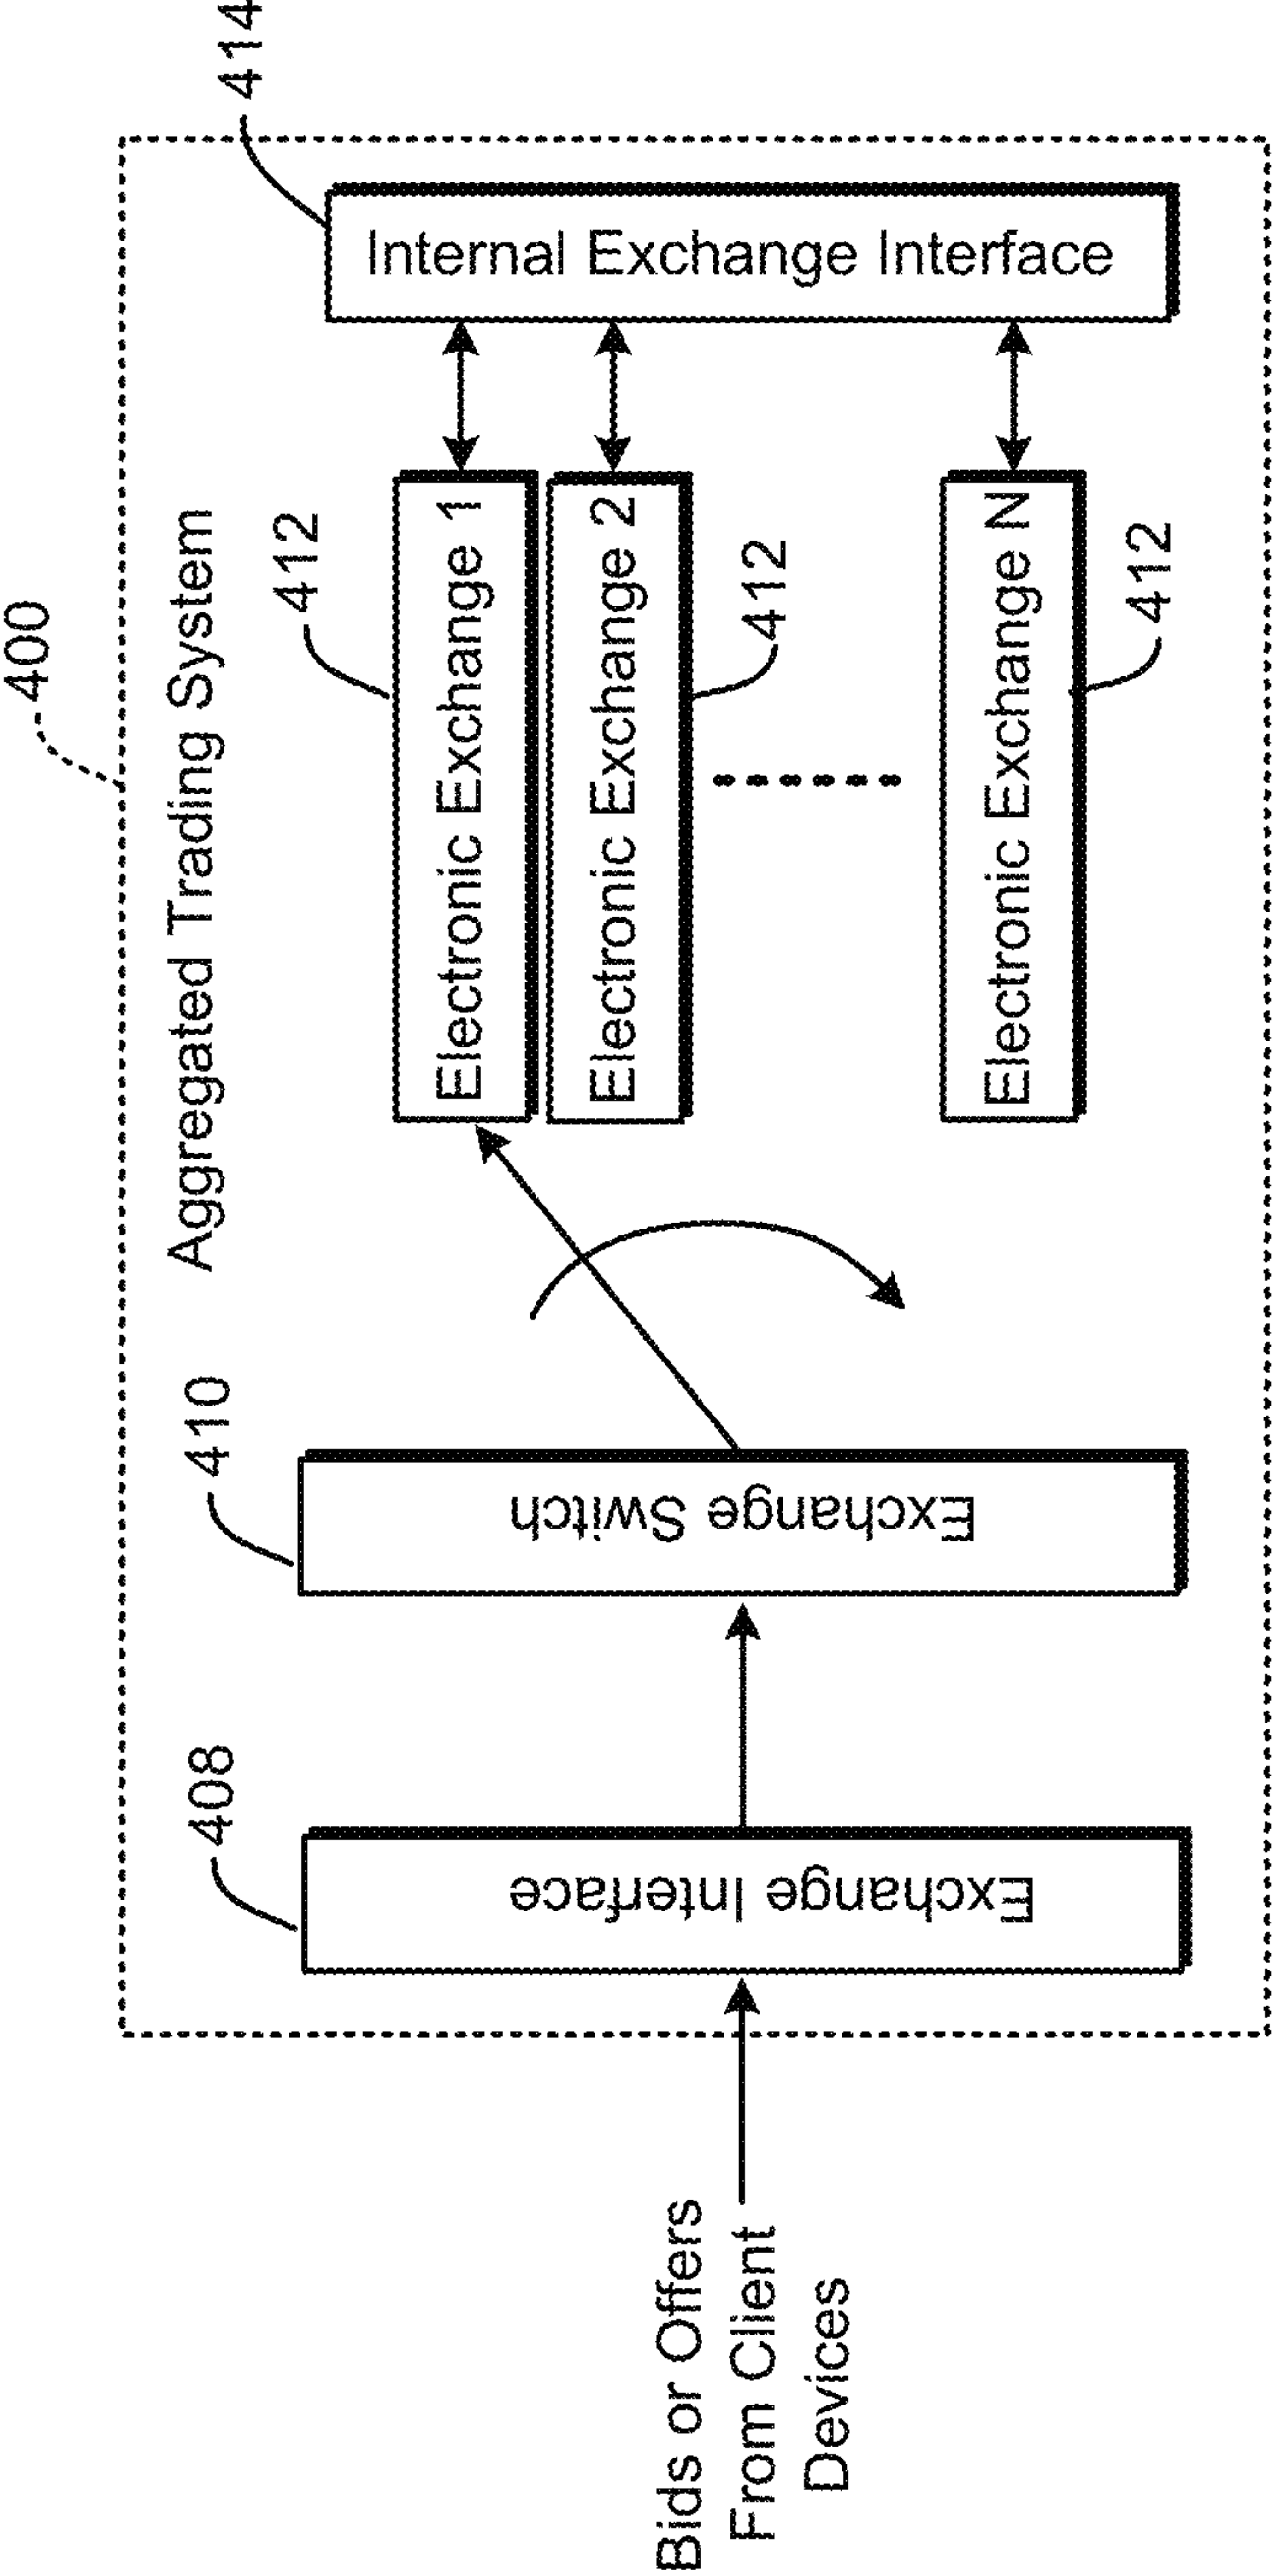 400
Aggregated Trading System
408
410
412
414
Bids or Offers
From Client
Devices
Exchange Interface
Exchange Switch
Electronic Exchange 1
Electronic Exchange 2
412
Electronic Exchange N
412
Internal Exchange Interface